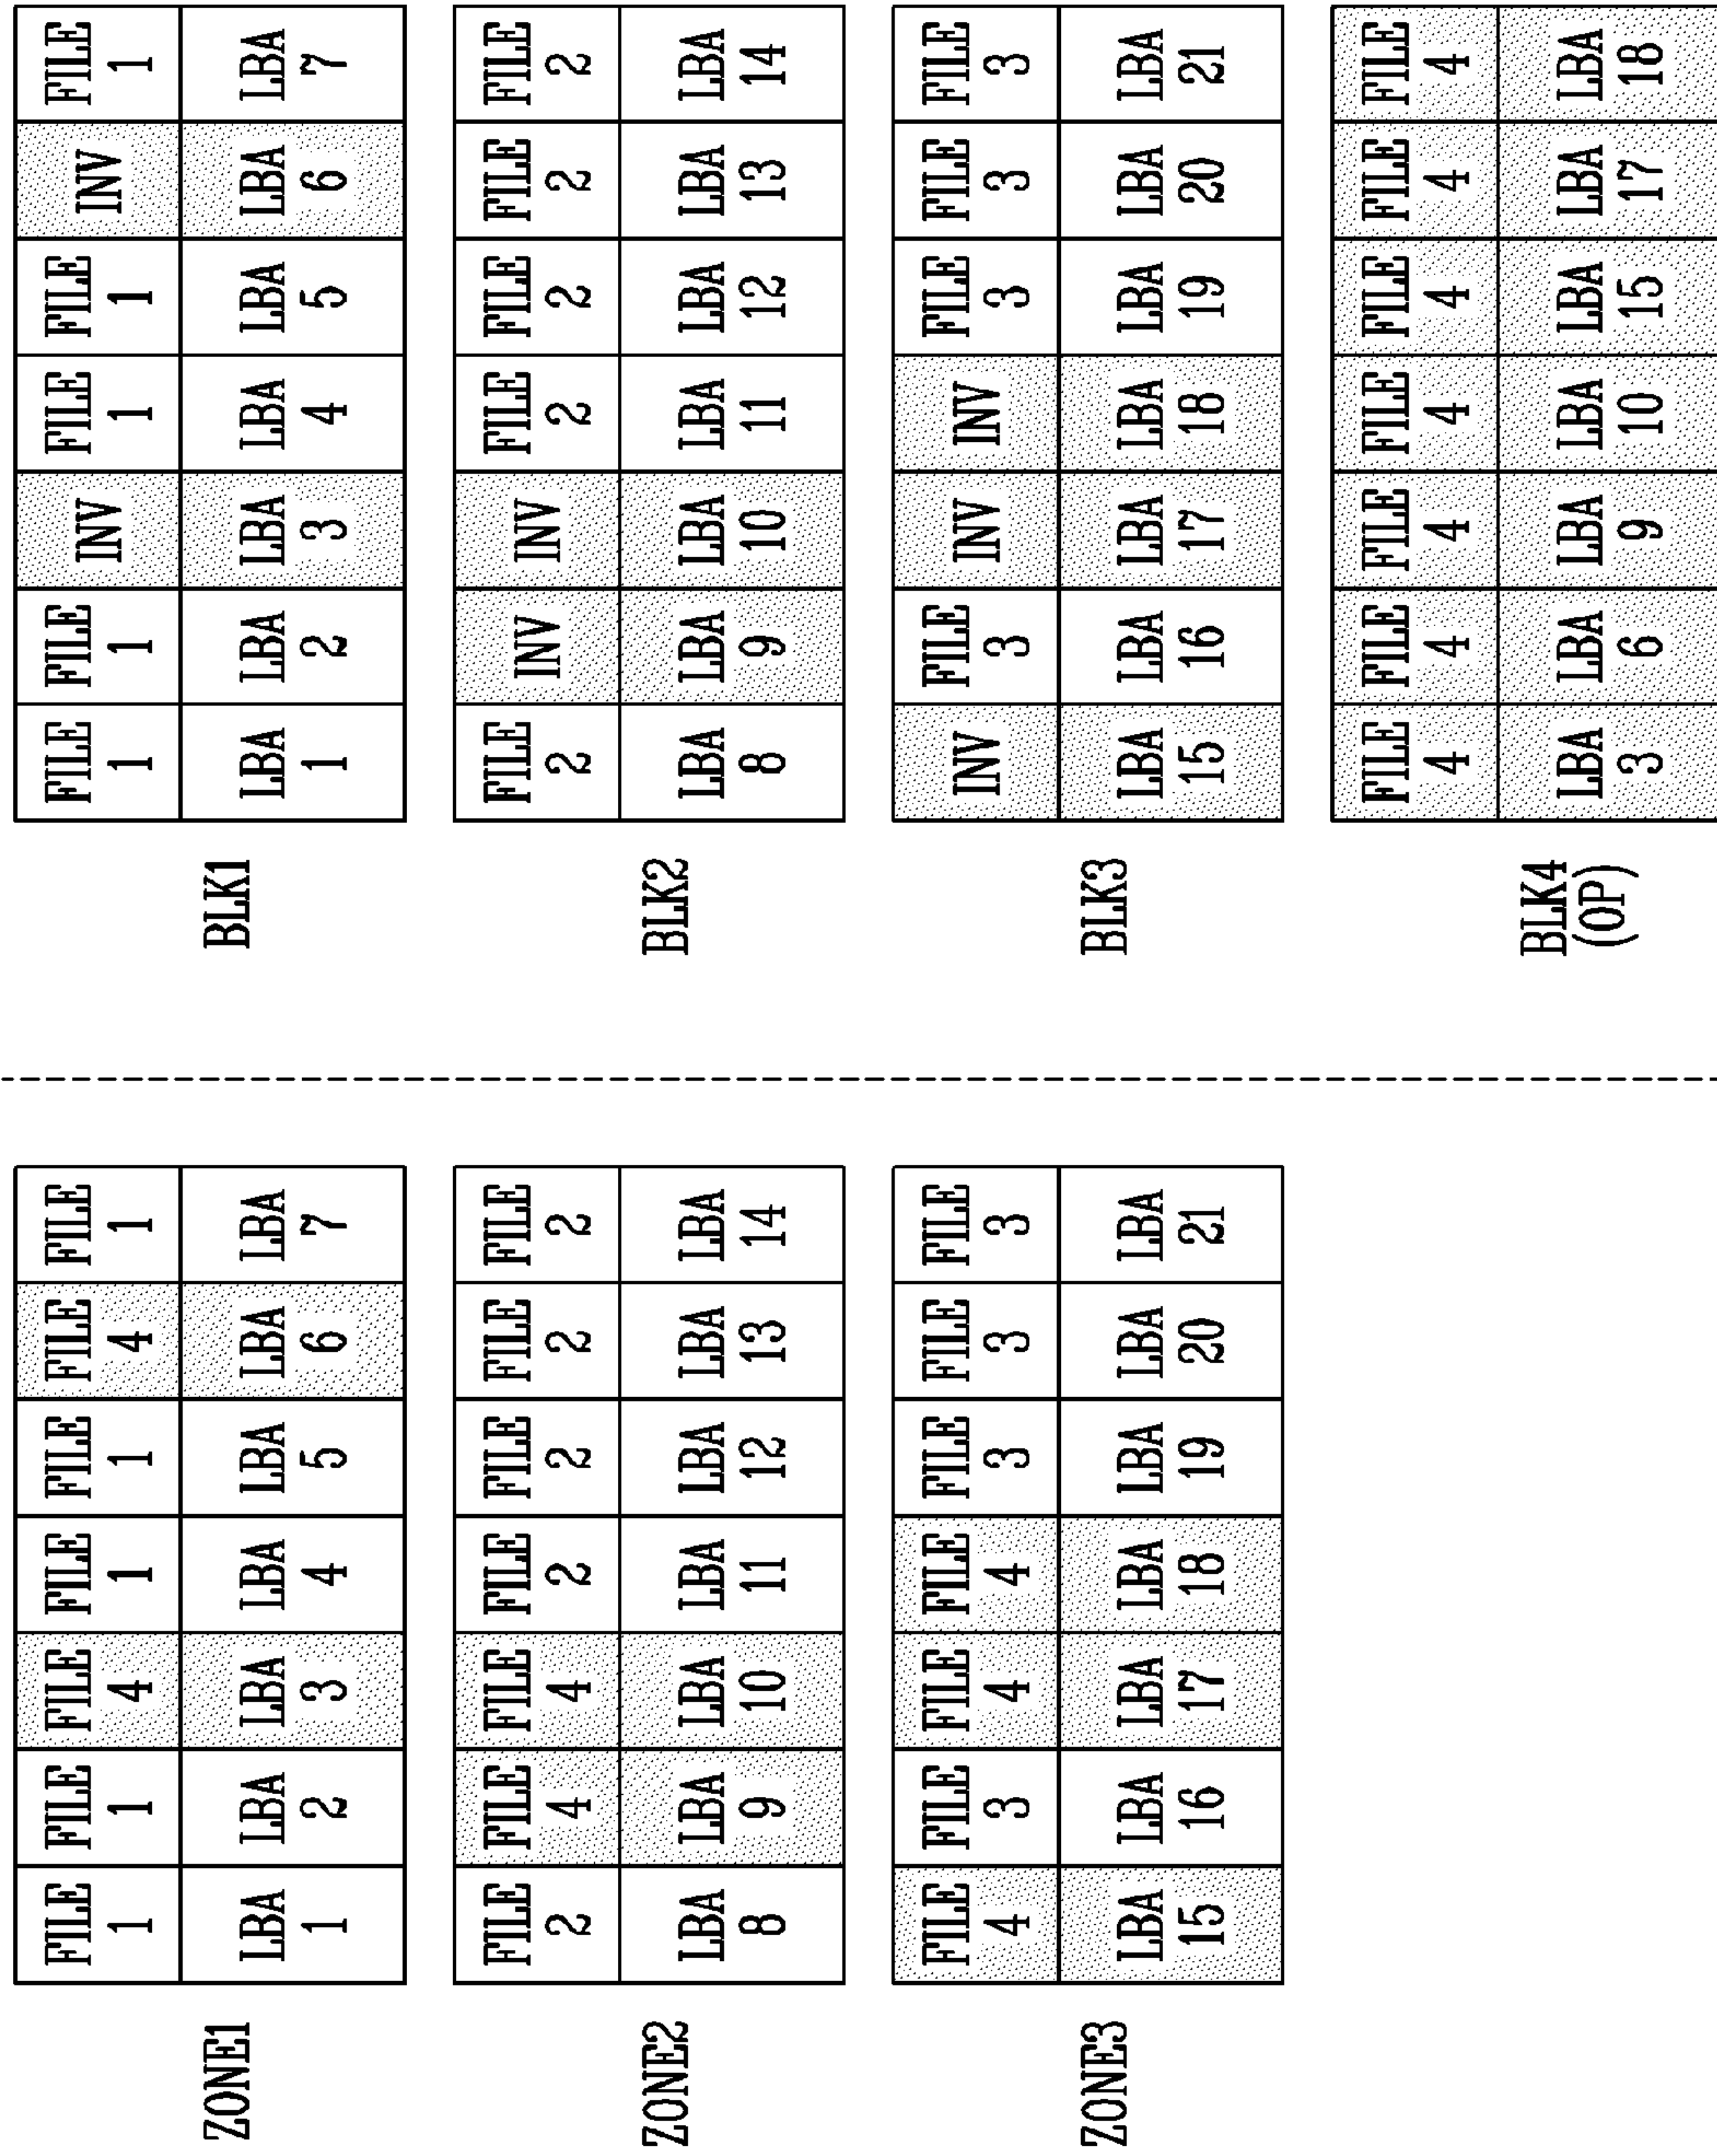 ZONE1
FILE 1 FILE 1 FILE 4 FILE 1 FILE 1 FILE 4 FILE 1
LBA 1 LBA 2 LBA 3 LBA 4 LBA 5 LBA 6 LBA 7
BLK1
FILE 1 FILE 1 INV FILE 1 FILE 1 INV FILE 1
LBA 1 LBA 2 LBA 3 LBA 4 LBA 5 LBA 6 LBA 7
ZONE2
FILE 2 FILE 4 FILE 4 FILE 2 FILE 2 FILE 2 FILE 2
LBA 8 LBA 9 LBA 10 LBA 11 LBA 12 LBA 13 LBA 14
BLK2
FILE 2 INV INV FILE 2 FILE 2 FILE 2 FILE 2
LBA 8 LBA 9 LBA 10 LBA 11 LBA 12 LBA 13 LBA 14
ZONE3
FILE 4 FILE 3 FILE 4 FILE 4 FILE 3 FILE 3 FILE 3
LBA 15 LBA 16 LBA 17 LBA 18 LBA 19 LBA 20 LBA 21
BLK3
INV FILE 3 INV INV FILE 3 FILE 3 FILE 3
LBA 15 LBA 16 LBA 17 LBA 18 LBA 19 LBA 20 LBA 21
BLK4
(OP)
FILE 4 FILE 4 FILE 4 FILE 4 FILE 4 FILE 4 FILE 4
LBA 3 LBA 6 LBA 9 LBA 10 LBA 15 LBA 17 LBA 18